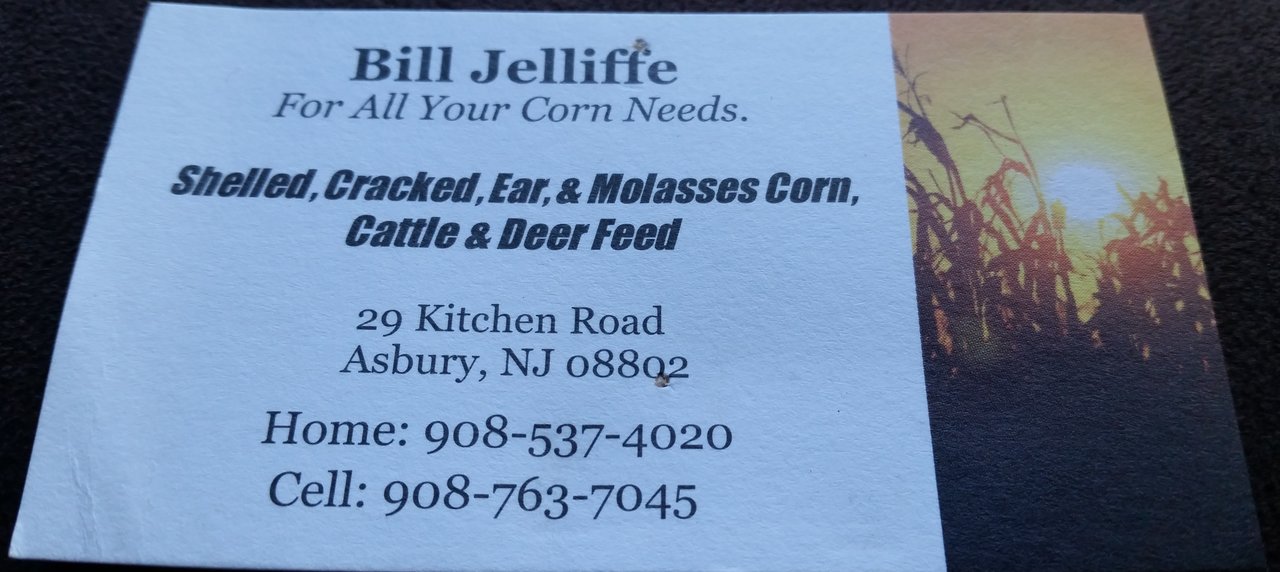 Bill Jelliffe
For All Your Corn Needs.
Shelled, Cracked, Ear, & Molasses Corn,
Cattle & Deer Feed
29 Kitchen Road
Asbury, NJ 08802
Home: 908-537-4020
Cell: 908-763-7045